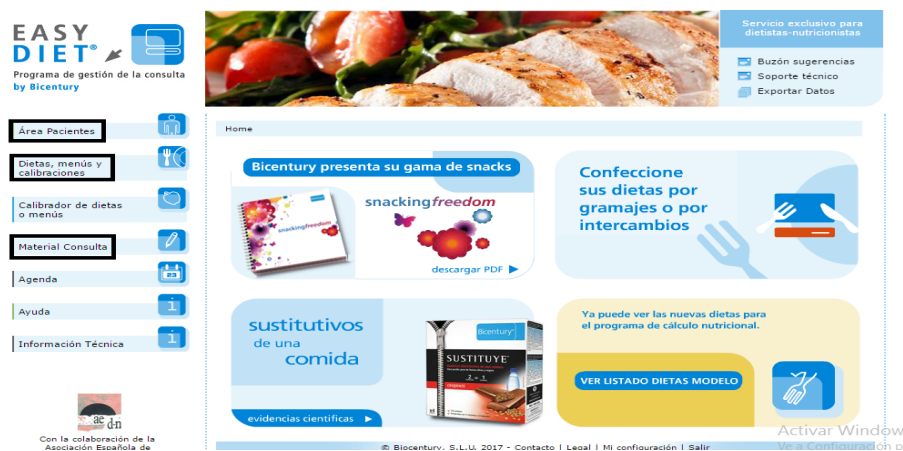 EASY
DIET®
Programa de gestión de la consulta
by Bicentury
Servicio exclusivo para
dietistas-nutricionistas
Buzón sugerencias
Soporte técnico
Exportar Datos
Área Pacientes
Dietas, menús y
calibraciones
Calibrador de dietas
o menús
Material Consulta
Agenda
Ayuda
Información Técnica
Con la colaboración de la
Asociación Española de
ae d-n
Home
Bicentury presenta su gama de snacks
snackingfreedom
snackingfreedom
descargar PDF
Confeccione
sus dietas por
gramajes o por
intercambios
sustitutivos
de una
comida
evidencias científicas
Bicentury
SUSTITUYE
2 = 1
Ya puede ver las nuevas dietas para
el programa de cálculo nutricional.
VER LISTADO DIETAS MODELO
© Biocentury, S.L.U. 2017 - Contacto | Legal | Mi configuración | Salir
Activar Window
Ve a Configuración p